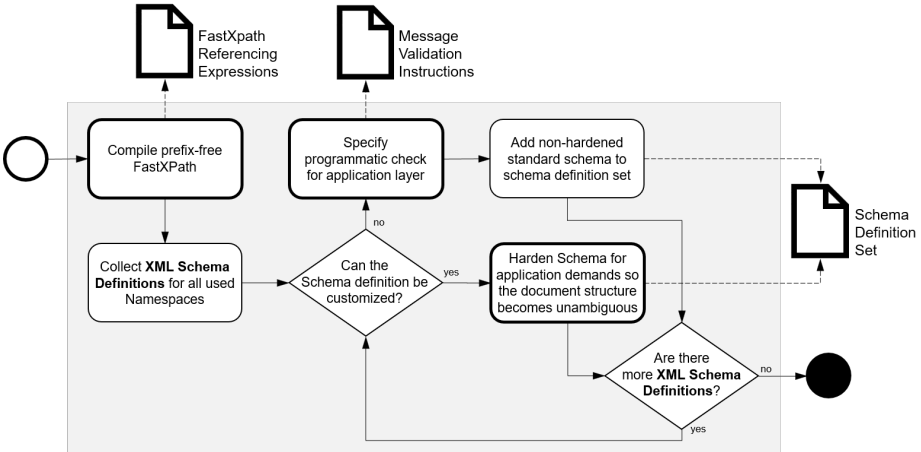 FastXpath
Referencing
Expressions
Message
Validation
Instructions
Compile prefix-free
FastXPath
Specify
programmatic check
for application layer
Add non-hardened
standard schema to
schema definition set
Schema
Definition
Set
no
Collect XML Schema
Definitions for all used
Namespaces
Can the
Schema definition be
customized?
yes
Harden Schema for
application demands so
the document structure
becomes unambiguous
Are there
more XML Schema
Definitions?
no
yes